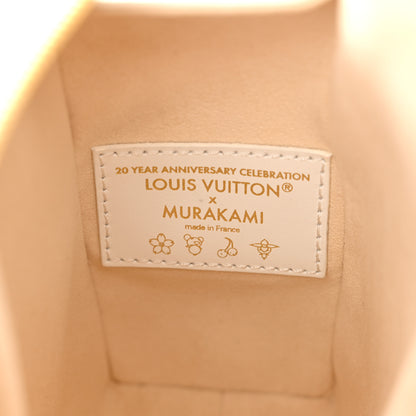 20 YEAR ANNIVERSARY CELEBRATION
LOUIS VUITTON®
x
MURAKAMI
made in France